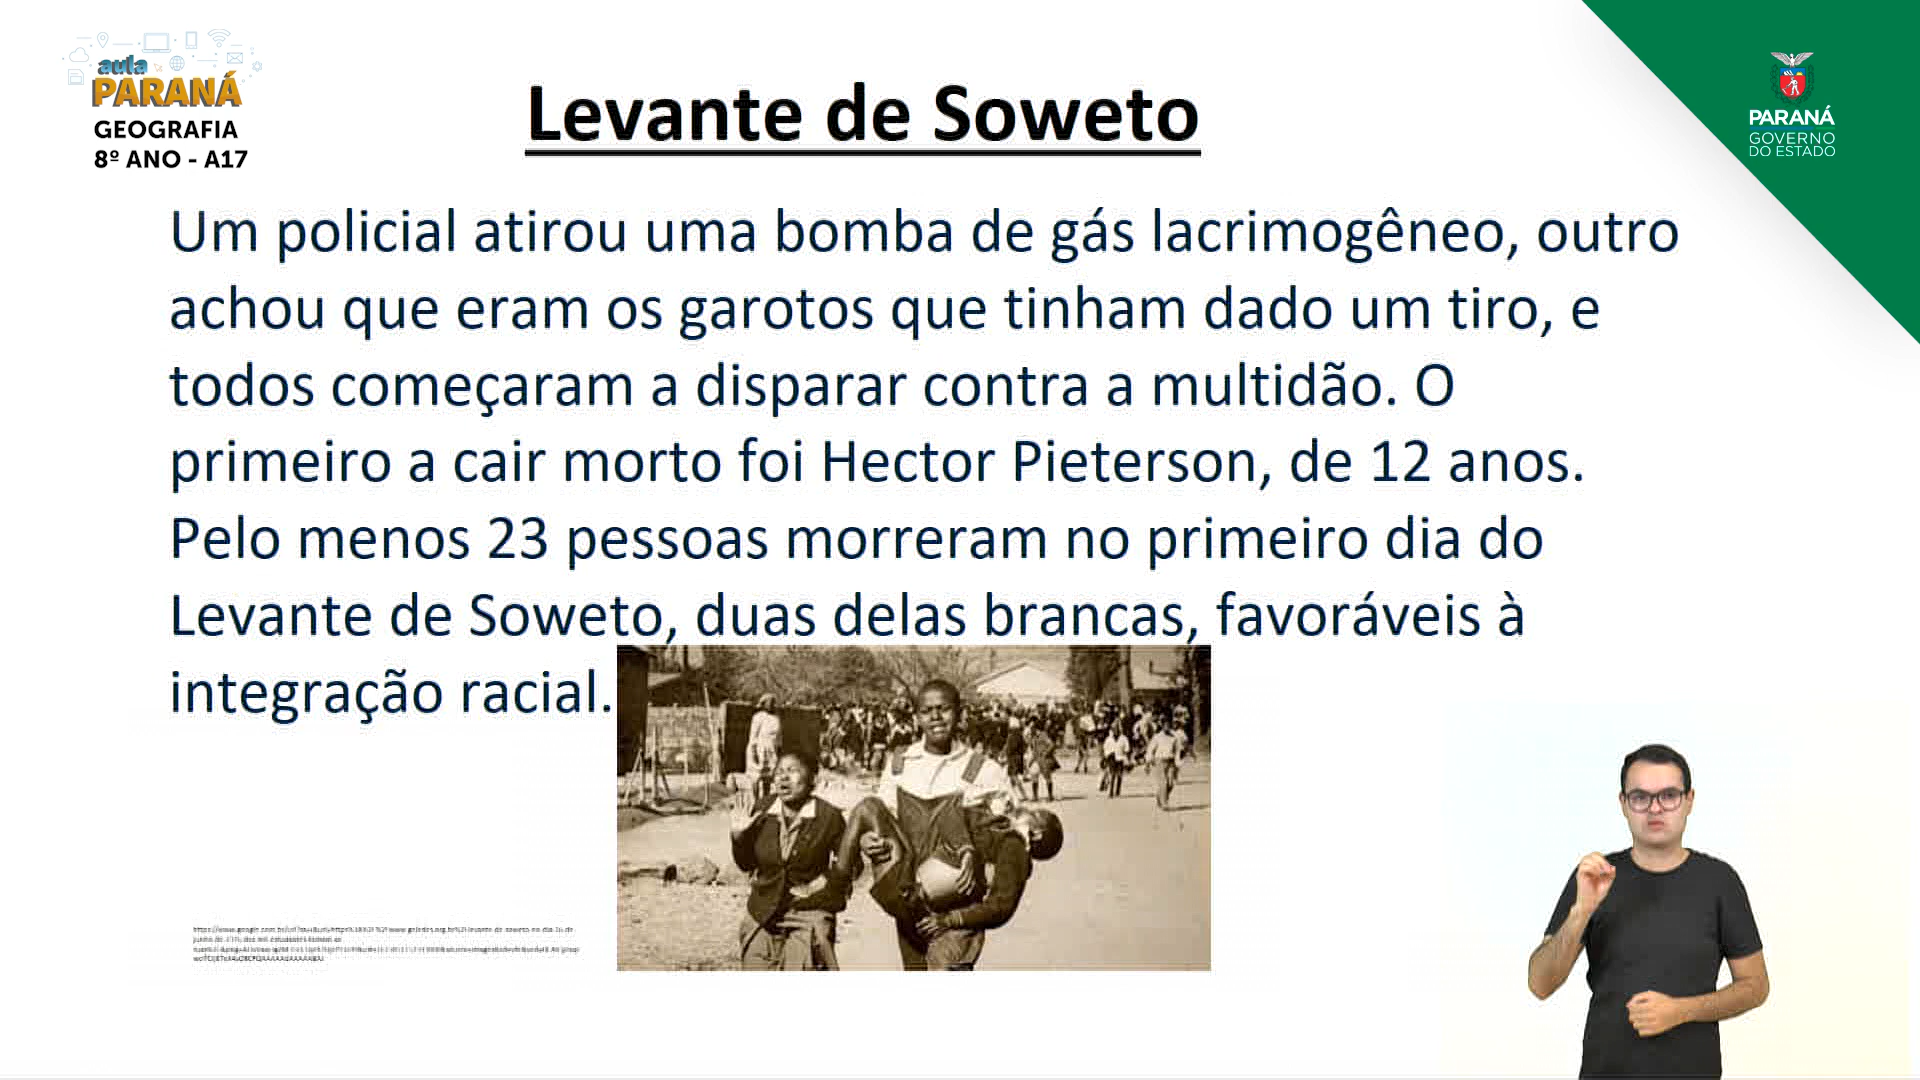 aula
PARANÁ
GEOGRAFIA
8º ANO - A17
Levante de Soweto
PARANÁ
GOVERNO
DO ESTADO
Um policial atirou uma bomba de gás lacrimogêneo, outro
achou que eram os garotos que tinham dado um tiro, e
todos começaram a disparar contra a multidão. O
primeiro a cair morto foi Hector Pieterson, de 12 anos.
Pelo menos 23 pessoas morreram no primeiro dia do
Levante de Soweto, duas delas brancas, favoráveis à
integração racial.